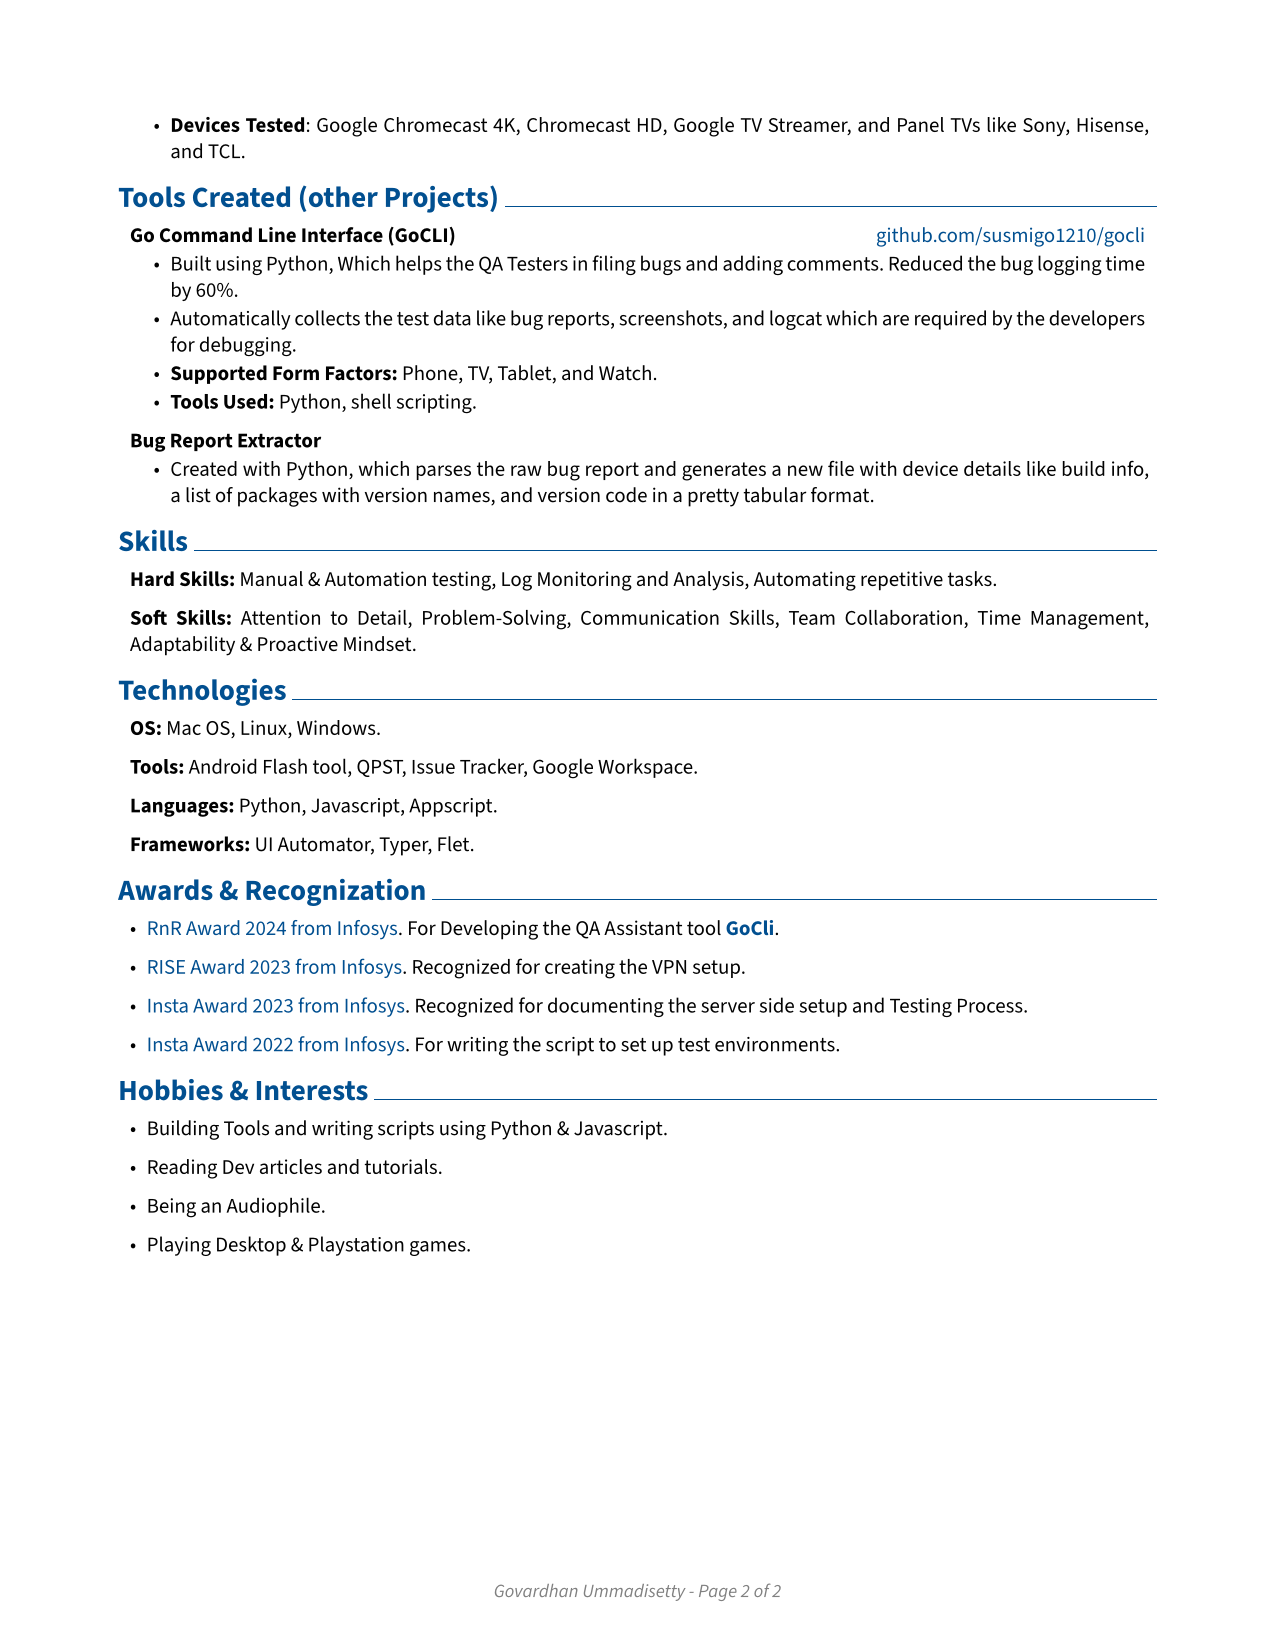 • Devices Tested: Google Chromecast 4K, Chromecast HD, Google TV Streamer, and Panel TVs like Sony, Hisense,
and TCL.
Tools Created (other Projects)
Go Command Line Interface (GoCLI) github.com/susmigo1210/gocli
• Built using Python, Which helps the QA Testers in filing bugs and adding comments. Reduced the bug logging time
by 60%.
• Automatically collects the test data like bug reports, screenshots, and logcat which are required by the developers
for debugging.
• Supported Form Factors: Phone, TV, Tablet, and Watch.
• Tools Used: Python, shell scripting.
Bug Report Extractor
• Created with Python, which parses the raw bug report and generates a new file with device details like build info,
a list of packages with version names, and version code in a pretty tabular format.
Skills
Hard Skills: Manual & Automation testing, Log Monitoring and Analysis, Automating repetitive tasks.
Soft Skills: Attention to Detail, Problem-Solving, Communication Skills, Team Collaboration, Time Management,
Adaptability & Proactive Mindset.
Technologies
OS: Mac OS, Linux, Windows.
Tools: Android Flash tool, QPST, Issue Tracker, Google Workspace.
Languages: Python, Javascript, Appscript.
Frameworks: UI Automator, Typer, Flet.
Awards & Recognization
• RnR Award 2024 from Infosys. For Developing the QA Assistant tool GoCli.
• RISE Award 2023 from Infosys. Recognized for creating the VPN setup.
• Insta Award 2023 from Infosys. Recognized for documenting the server side setup and Testing Process.
• Insta Award 2022 from Infosys. For writing the script to set up test environments.
Hobbies & Interests
• Building Tools and writing scripts using Python & Javascript.
• Reading Dev articles and tutorials.
• Being an Audiophile.
• Playing Desktop & Playstation games.
Govardhan Ummadisetty - Page 2 of 2